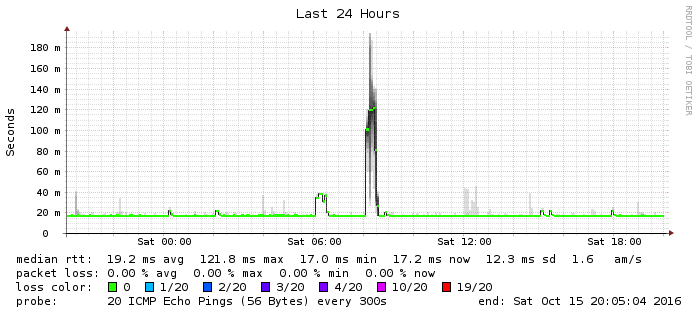 Last 24 Hours
RRDTOOL / TOBI OETIKER
Seconds
180 m
160 m
140 m
120 m
100 m
80 m
60 m
40 m
20 m
0
Sat 00:00 Sat 06:00 Sat 12:00 Sat 18:00
median rtt: 19.2 ms avg 121.8 ms max 17.0 ms min 17.2 ms now 12.3 ms sd 1.6 am/s
packet loss: 0.00 % avg 0.00 % max 0.00 % min 0.00 % now
loss color: 0 1/20 2/20 3/20 4/20 10/20 19/20
probe: 20 ICMP Echo Pings (56 Bytes) every 300s end: Sat Oct 15 20:05:04 2016